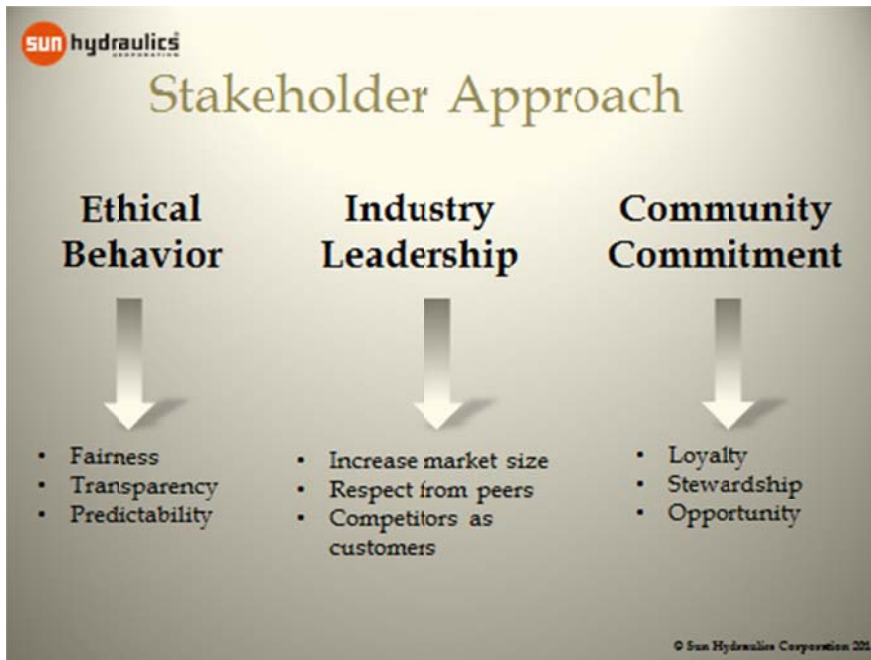 sun hydraulics
CORPORATION
Stakeholder Approach
Ethical
Behavior
Industry
Leadership
Community
Commitment
• Fairness
• Transparency
• Predictability
• Increase market size
• Respect from peers
• Competitors as
customers
• Loyalty
• Stewardship
• Opportunity
© Sun Hydraulics Corporation 201